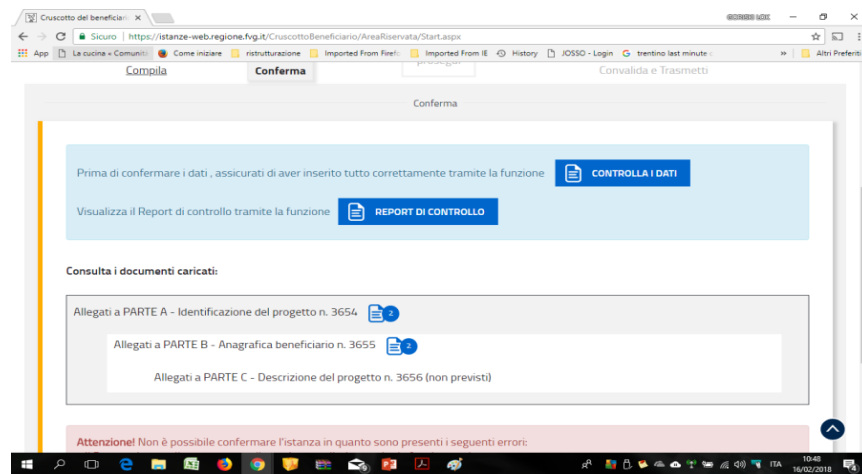 Cruscotto del beneficiari
Sicuro | https://istanze-web.regione.fvg.it/CruscottoBeneficiario/AreaRiservata/Start.aspx
App La cucina « Comunit Come iniziare ristrutturazione Imported From Firefo Imported From IE History JOSSO - Login trentino last minute » Altri Preferiti
Compila Conferma Convalida e Trasmetti
Conferma
Prima di confermare i dati , assicurati di aver inserito tutto correttamente tramite la funzione CONTROLLA I DATI
Visualizza il Report di controllo tramite la funzione REPORT DI CONTROLLO
Consulta i documenti caricati:
Allegati a PARTE A - Identificazione del progetto n. 3654 2
Allegati a PARTE B - Anagrafica beneficiario n. 3655 2
Allegati a PARTE C - Descrizione del progetto n. 3656 (non previsti)
Attenzione! Non è possibile confermare l'istanza in quanto sono presenti i seguenti errori:
ITA 10:48
16/02/2018